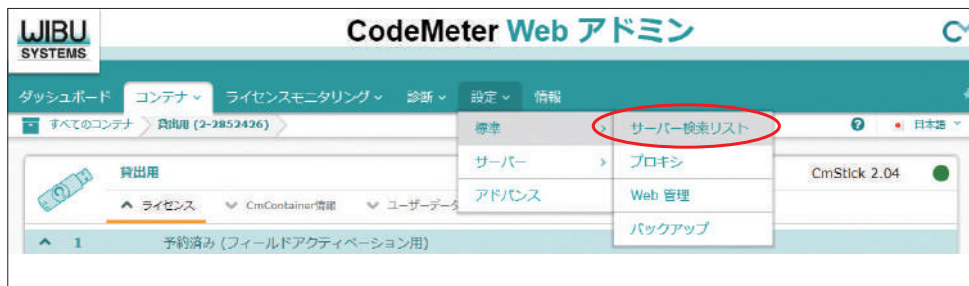 WIBU
SYSTEMS
CodeMeter Web アドミン
ダッシュボード コンテナ ライセンスモニタリング 診断 設定 情報
すべてのコンテナ 貸出用 (2-2852426)
日本語
標準
サーバー
アドバンス
サーバー検索リスト
プロキシ
Web 管理
バックアップ
貸出用
CmStick 2.04
ライセンス CmContainer情報 ユーザーデータ
1 予約済み (フィールドアクティベーション用)